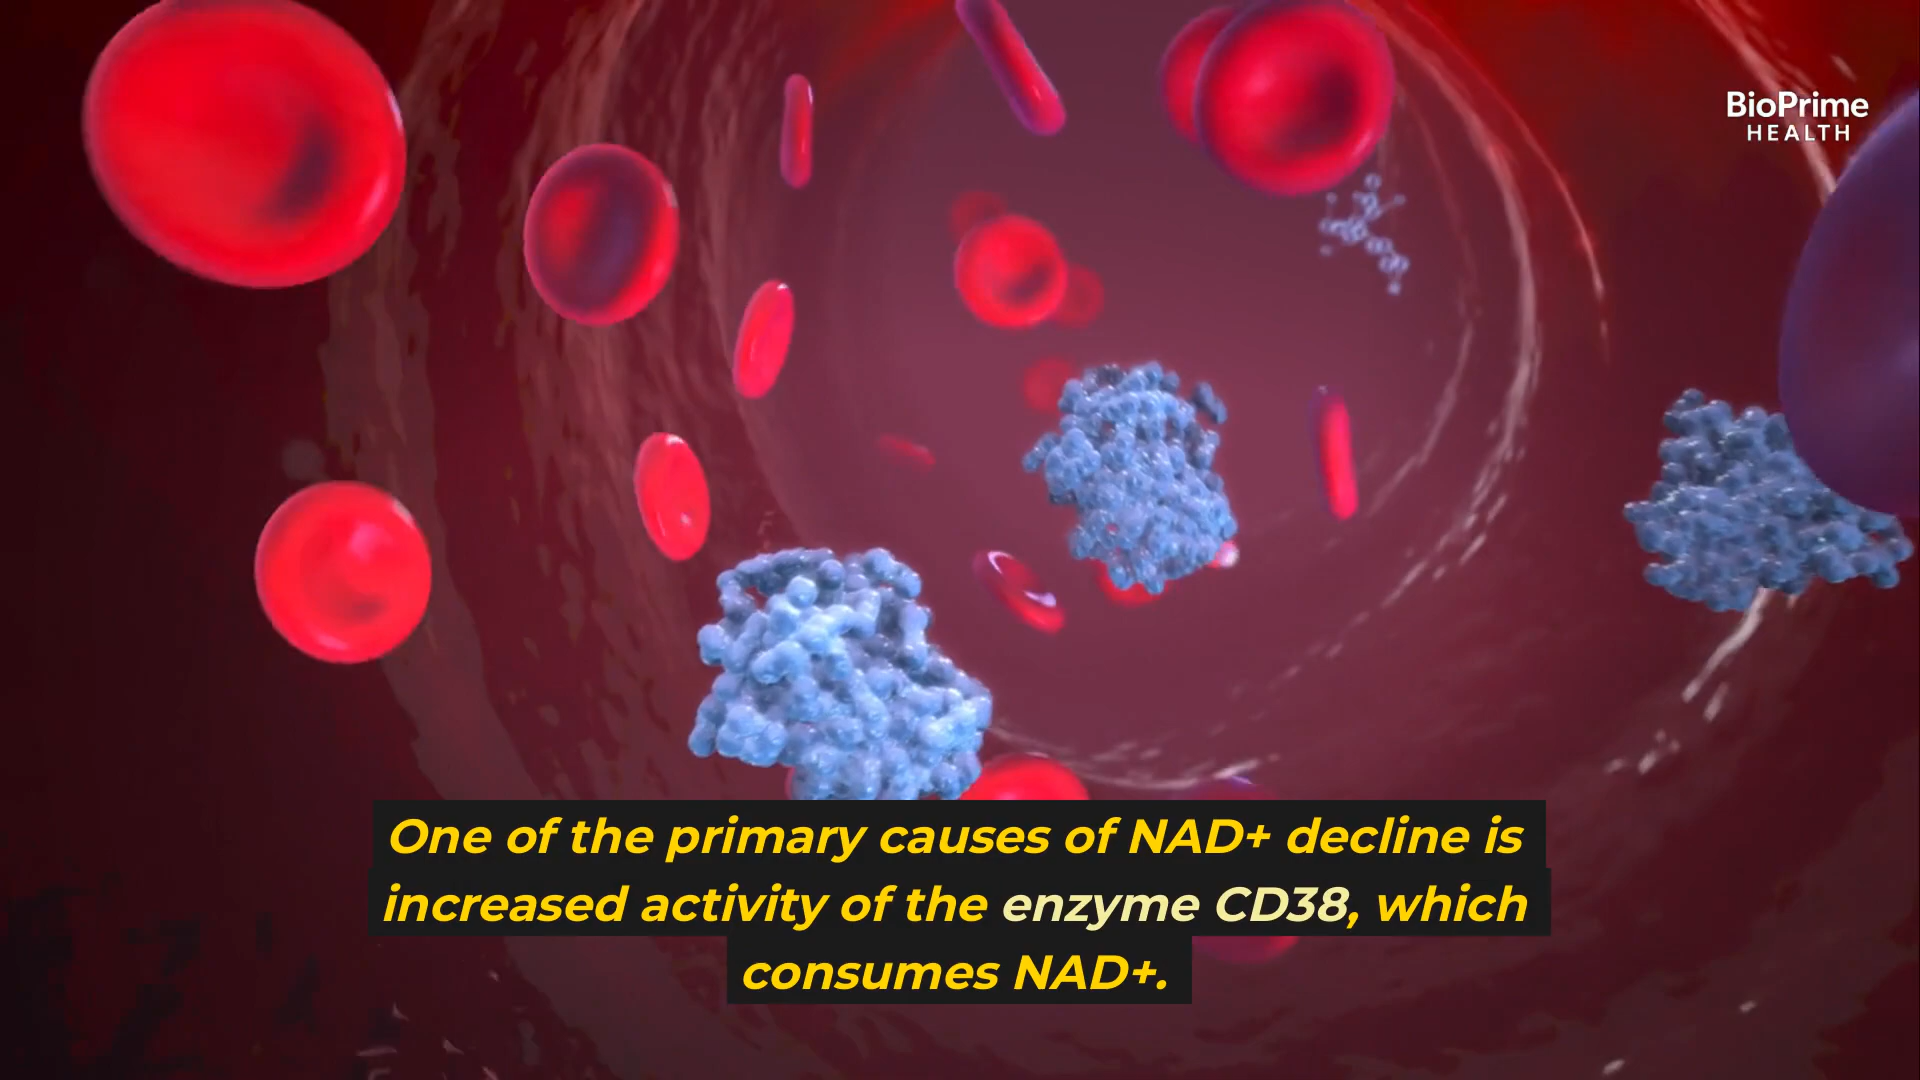 BioPrime
HEALTH
One of the primary causes of NAD+ decline is
increased activity of the enzyme CD38, which
consumes NAD+.